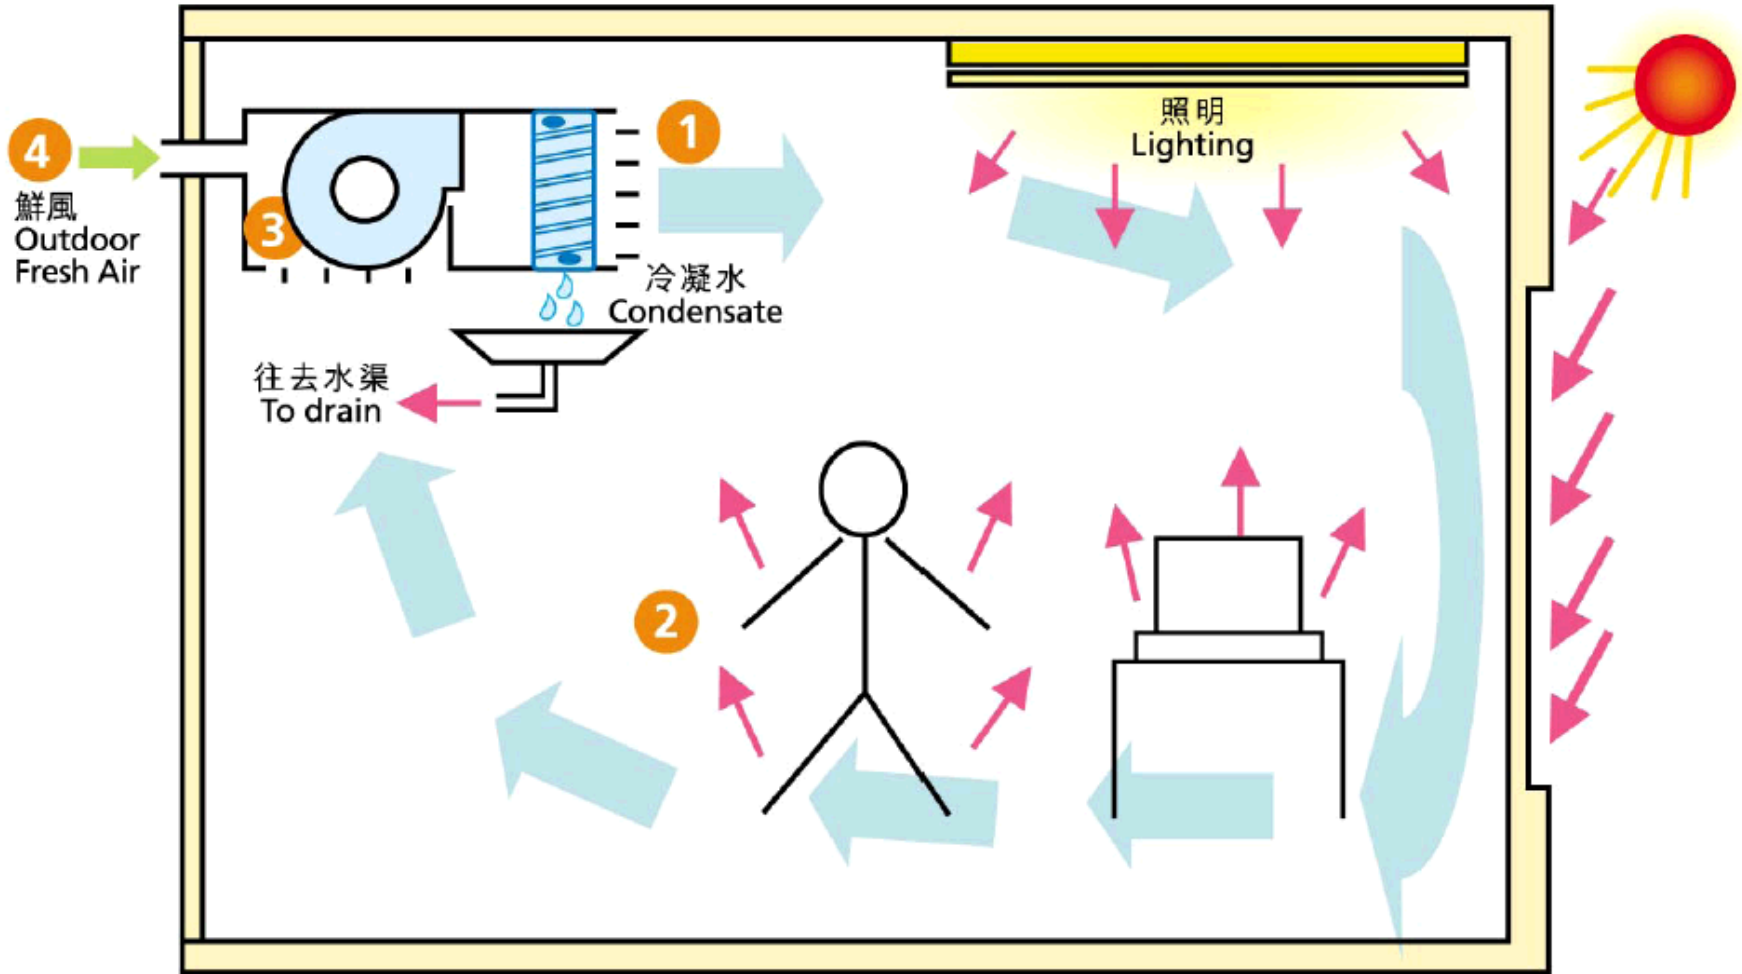 4
鮮風
Outdoor
Fresh Air
3
1
冷凝水
Condensate
往去水渠
To drain
照明
Lighting
2